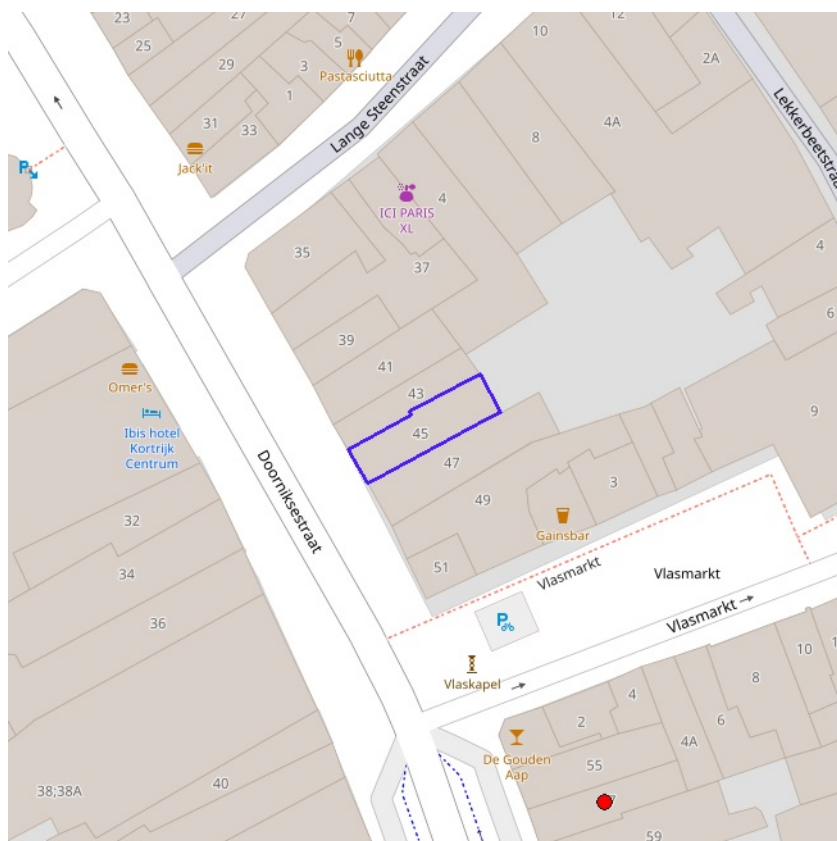 23
27
7
25
5
29
3
Pastasciutta
1
31
33
Jack'it
Lange Steenstraat
10
12
2A
4A
8
Lekkerbeetstraat
P
ICI PARIS
XL
4
35
37
4
6
39
41
Omer's
43
Ibis hotel
Kortrijk
Centrum
45
9
47
Doorniksestraat
3
49
32
Gainsbar
51
34
Vlasmarkt
Vlasmarkt
36
P
Vlasmarkt
Vlaskapel
10
8
4
6
2
4A
De Gouden
Aap
55
40
38;38A
59